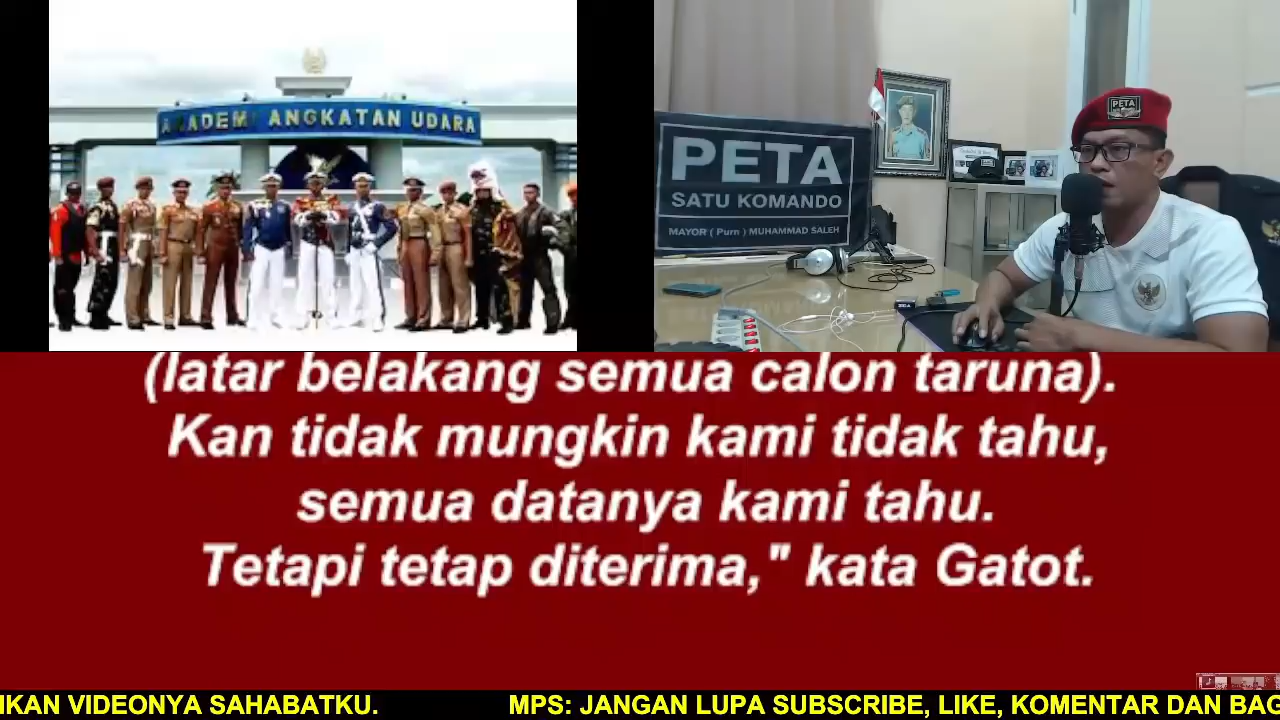 AKADEMI ANGKATAN UDARA
PETA
PETA
SATU KOMANDO
MAYOR ( Purn ) MUHAMMAD SALEH
(latar belakang semua calon taruna).
Kan tidak mungkin kami tidak tahu,
semua datanya kami tahu.
Tetapi tetap diterima," kata Gatot.
IKAN VIDEONYA SAHABATKU. MPS: JANGAN LUPA SUBSCRIBE, LIKE, KOMENTAR DAN BAG